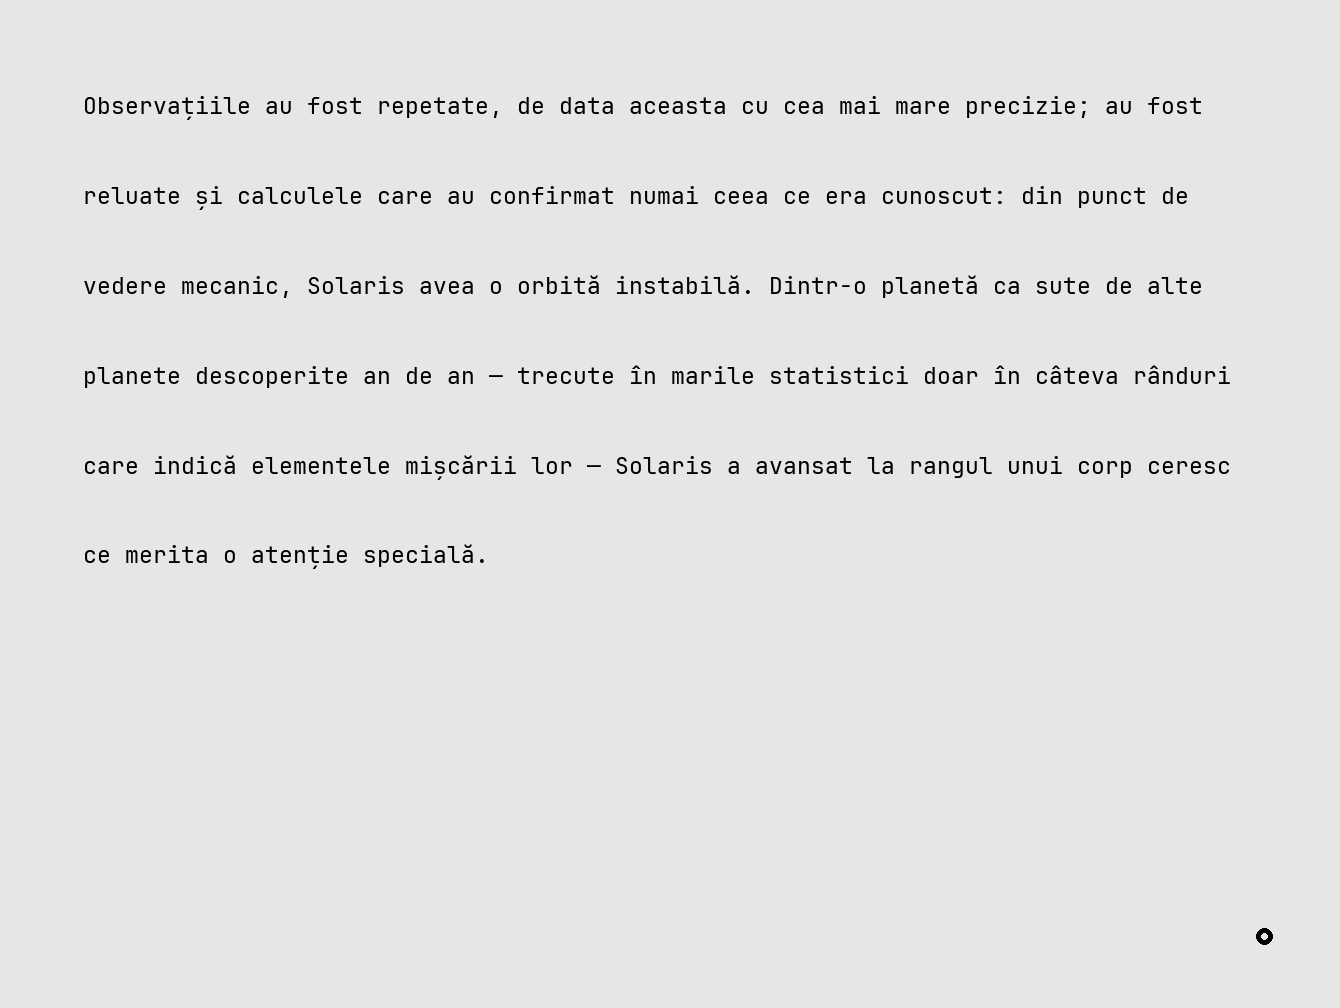 Observațiile au fost repetate, de data aceasta cu cea mai mare precizie; au fost
reluate și calculele care au confirmat numai ceea ce era cunoscut: din punct de
vedere mecanic, Solaris avea o orbită instabilă. Dintr-o planetă ca sute de alte
planete descoperite an de an — trecute în marile statistici doar în câteva rânduri
care indică elementele mișcării lor — Solaris a avansat la rangul unui corp ceresc
ce merita o atenție specială.